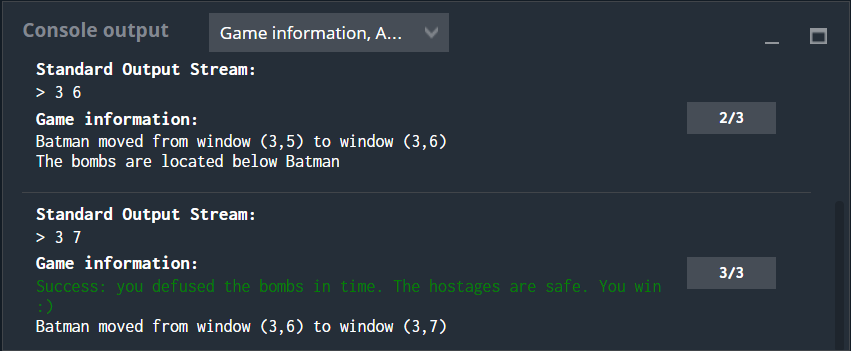 Console output
Game information, A...
Standard Output Stream:
> 3 6
Game information:
2/3
Batman moved from window (3,5) to window (3,6)
The bombs are located below Batman
Standard Output Stream:
> 3 7
Game information:
3/3
Success: you defused the bombs in time. The hostages are safe. You win
:)
Batman moved from window (3,6) to window (3,7)